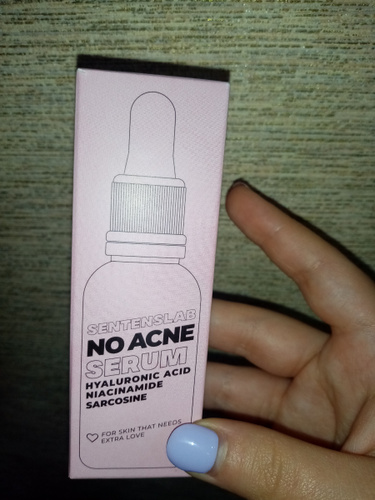 SENTENSLAB
NO ACNE
SERUM
HYALURONIC ACID
NIACINAMIDE
SARCOSINE
FOR SKIN THAT NEEDS
EXTRA LOVE